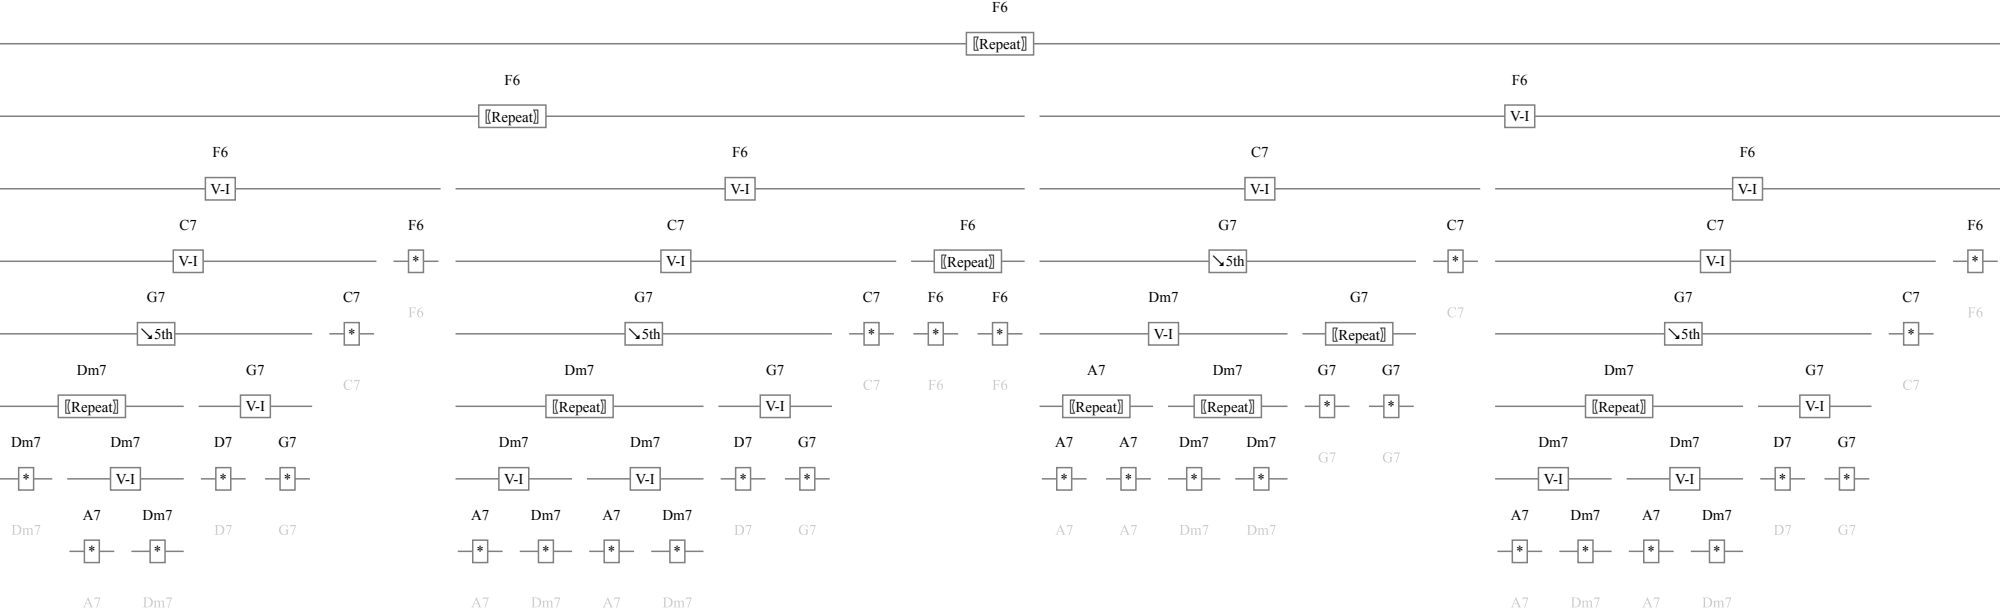 F6
⟦Repeat⟧
F6 F6
⟦Repeat⟧ V-I
F6 F6 C7 F6
V-I V-I V-I V-I
C7 F6 C7 F6 G7 C7 C7 F6
V-I * V-I ⟦Repeat⟧ ↘5th * V-I *
G7 C7 F6 G7 C7 F6 F6 Dm7 G7 C7 G7 C7 F6
↘5th * ↘5th * * * V-I ⟦Repeat⟧ ↘5th *
Dm7 G7 C7 Dm7 G7 C7 F6 F6 A7 Dm7 G7 G7 Dm7 G7 C7
⟦Repeat⟧ V-I ⟦Repeat⟧ V-I ⟦Repeat⟧ ⟦Repeat⟧ * * ⟦Repeat⟧ V-I
Dm7 Dm7 D7 G7 Dm7 Dm7 D7 G7 A7 A7 Dm7 Dm7 G7 G7 Dm7 Dm7 D7 G7
* V-I * * V-I V-I * * * * * * V-I V-I * *
Dm7 A7 Dm7 D7 G7 A7 Dm7 A7 Dm7 D7 G7 A7 A7 Dm7 Dm7 A7 Dm7 A7 Dm7 D7 G7
* * * * * * * * * *
A7 Dm7 A7 Dm7 A7 Dm7 A7 Dm7 A7 Dm7